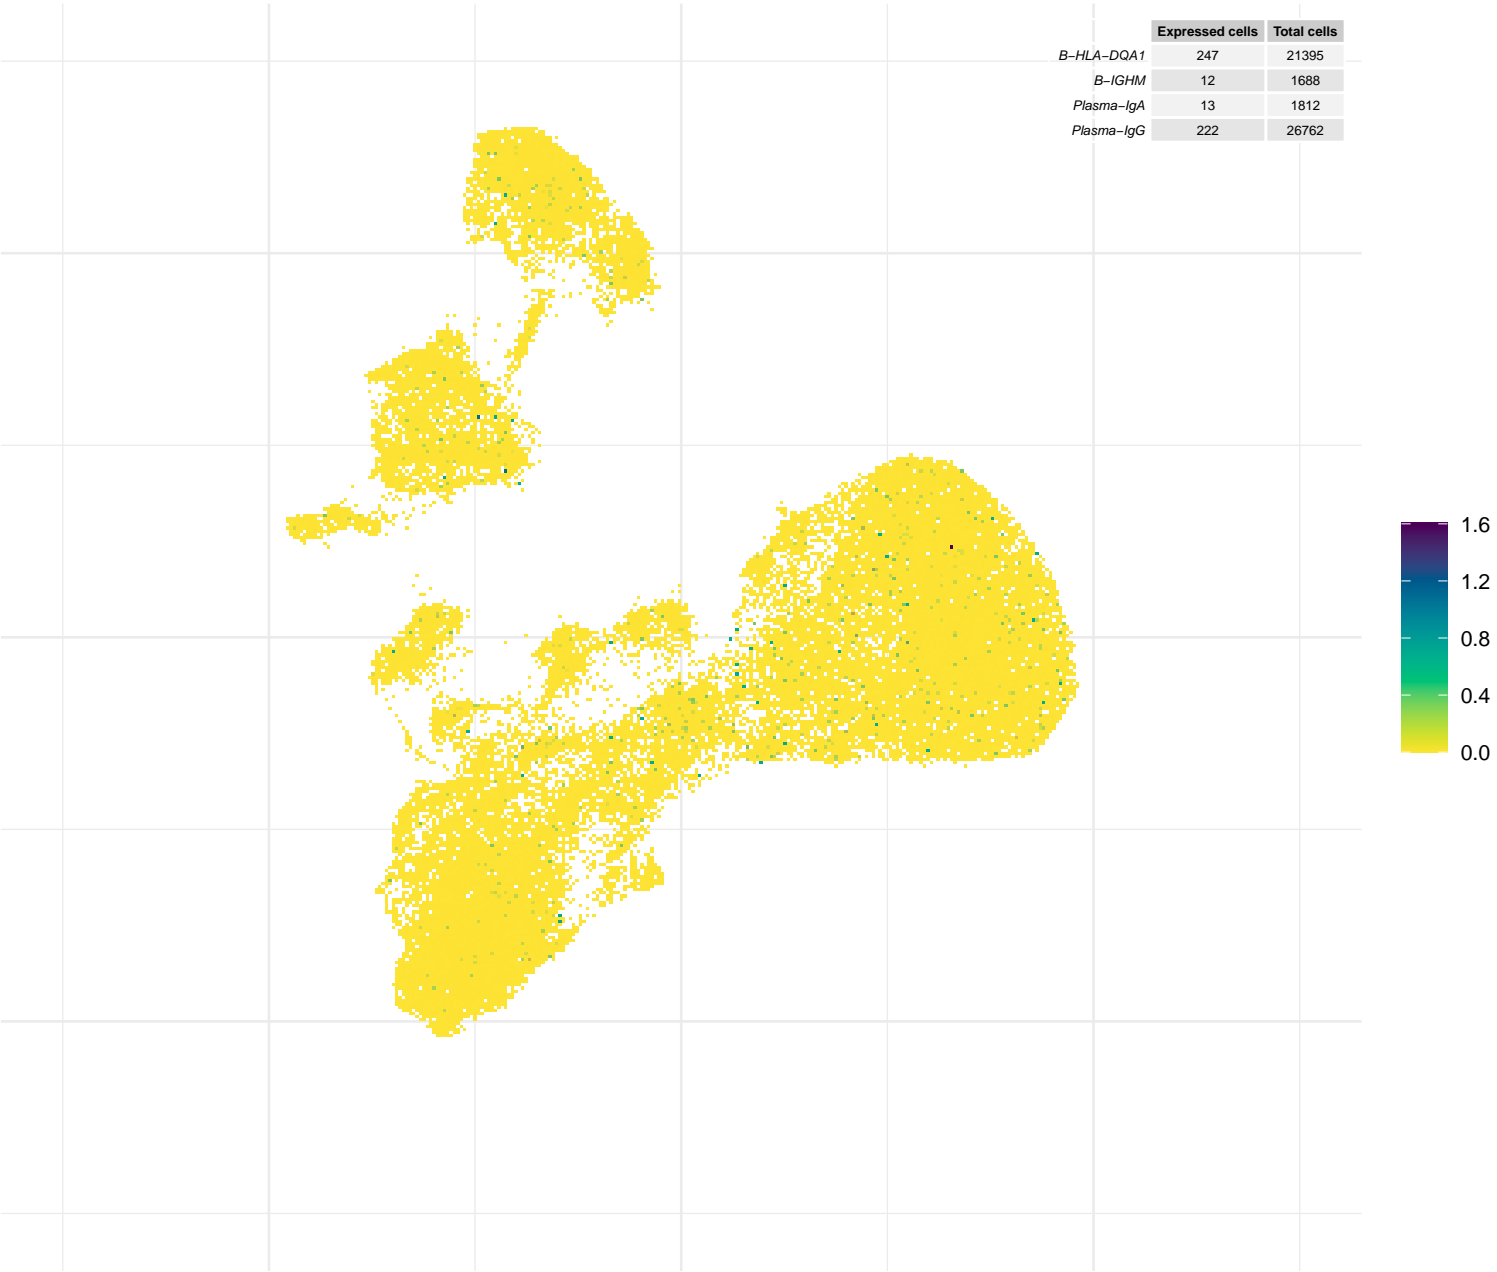 Expressed cells Total cells
B−HLA−DQA1 247 21395
B−IGHM 12 1688
Plasma−IgA 13 1812
Plasma−IgG 222 26762
1.6
1.2
0.8
0.4
0.0